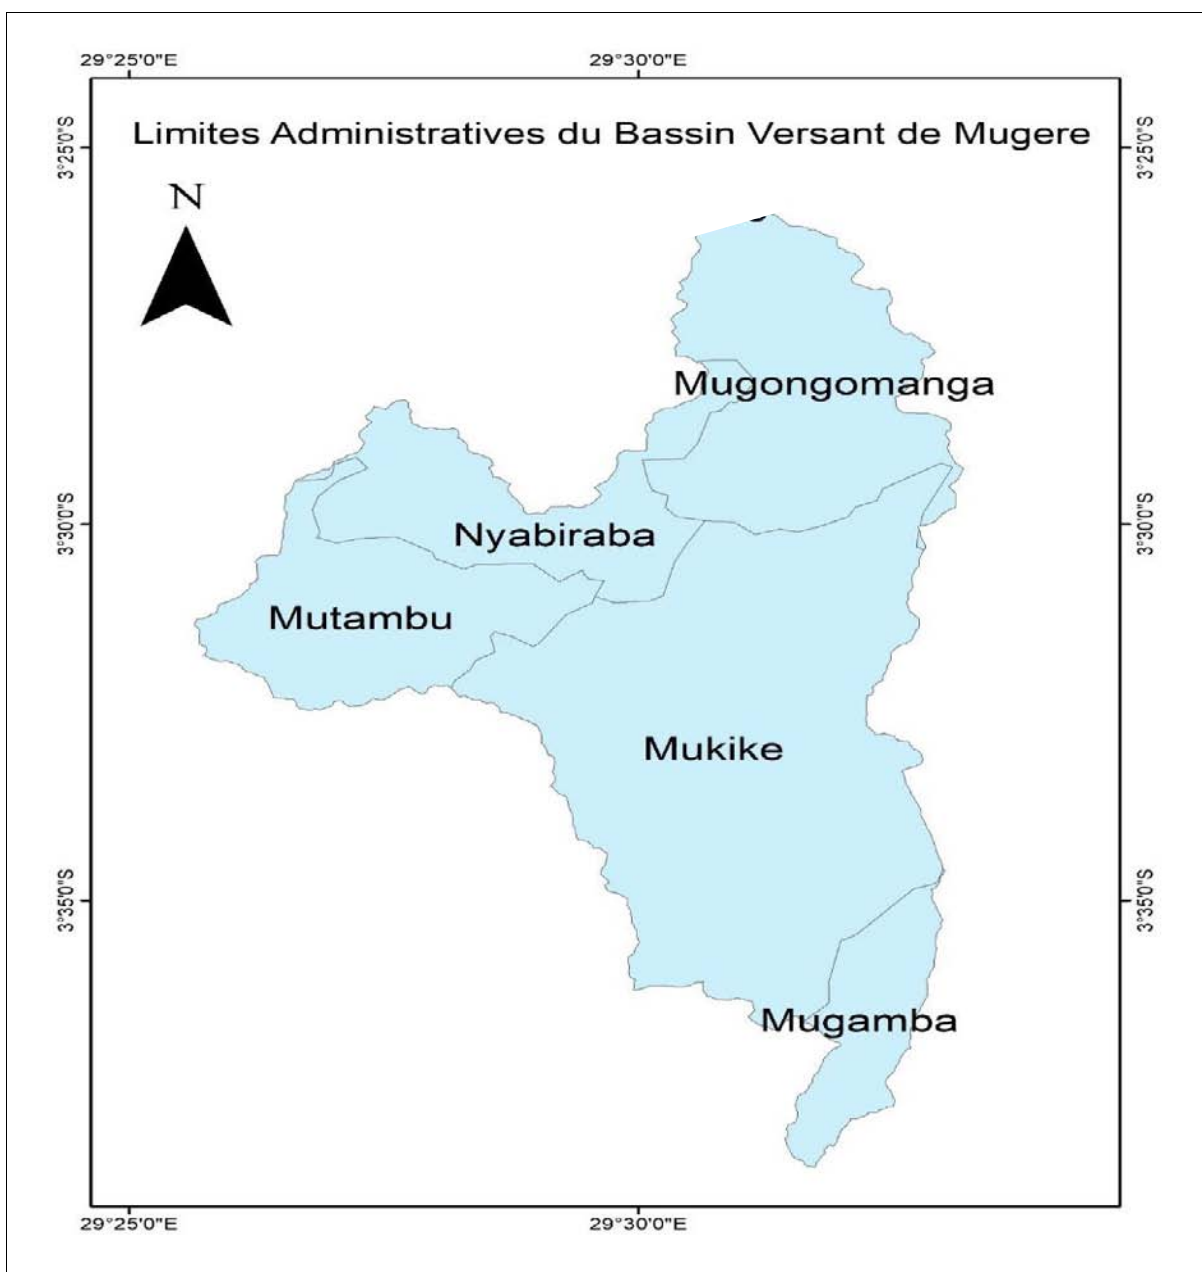 29°25'0"E 29°30'0"E
Limites Administratives du Bassin Versant de Mugere
3°25'0"S 3°25'0"S
N
Mugongomanga
3°30'0"S 3°30'0"S
Nyabiraba
Mutambu
Mukike
3°35'0"S 3°35'0"S
Mugamba
29°25'0"E 29°30'0"E